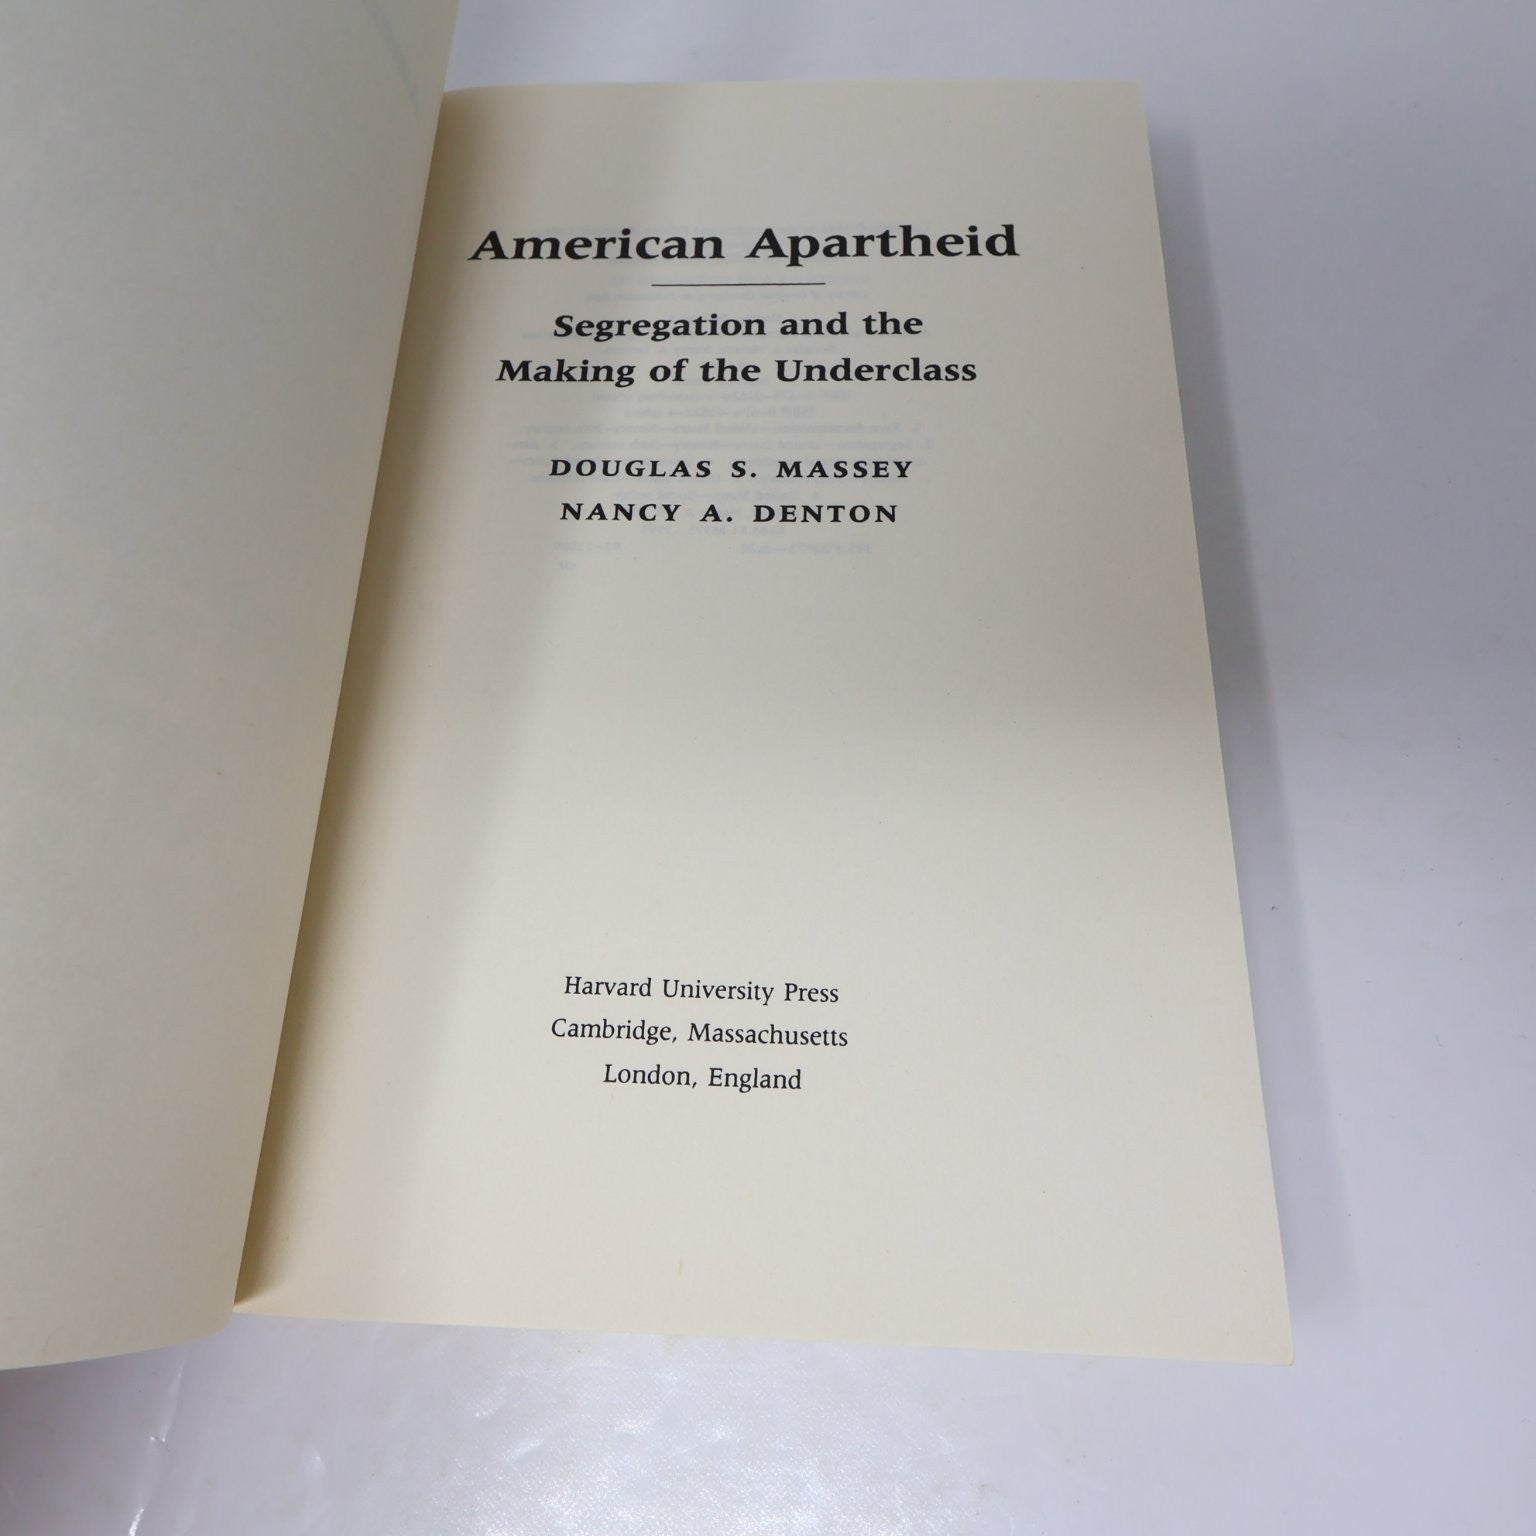 American Apartheid
Segregation and the
Making of the Underclass
DOUGLAS S. MASSEY
NANCY A. DENTON
Harvard University Press
Cambridge, Massachusetts
London, England